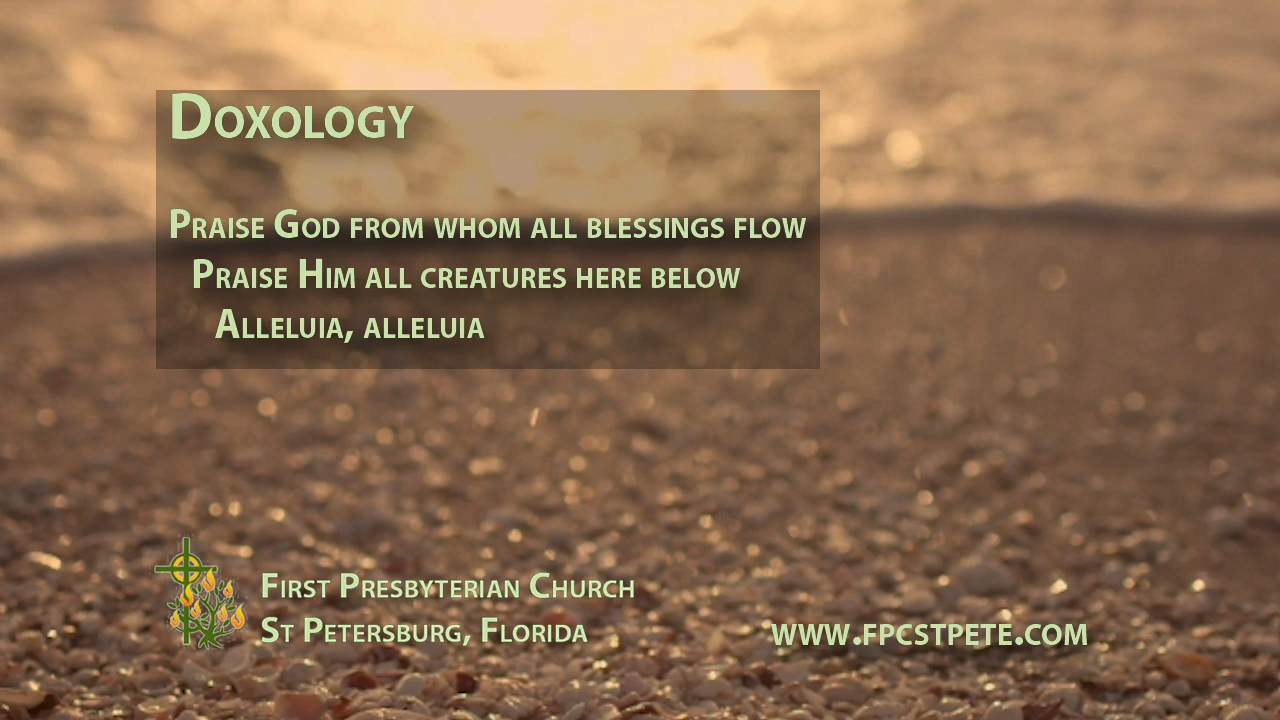 Doxology
Praise God from whom all blessings flow
Praise Him all creatures here below
Alleluia, alleluia
First Presbyterian Church
St Petersburg, Florida
www.fpcstpete.com